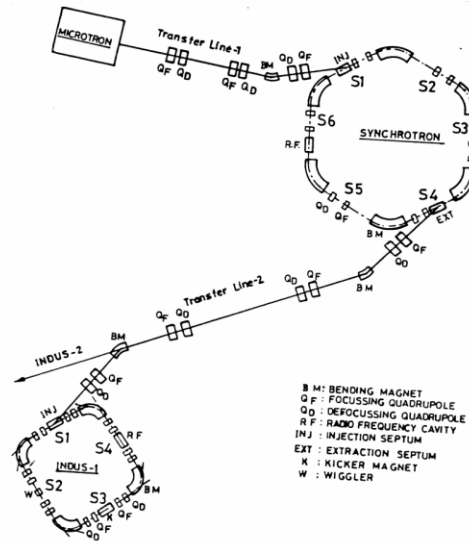 MICROTRON
Transfer Line-1
QF QD
QF QD
BM
QD QF
INJ
S1
S2
S3
S4
S5
S6
SYNCHROTRON
R.F.
QD QF
BM
EXT
QF
QD
BM
Transfer Line-2
QD QF
QF QD
BM
INDUS-2
QF
QD
INJ
S1
S4
RF
INDUS-1
S2
W
S3
K
BM
QD
QF
QF
QD
BM: BENDING MAGNET
QF : FOCUSSING QUADRUPOLE
QD : DEFOCUSSING QUADRUPOLE
RF : RADIO FREQUENCY CAVITY
INJ : INJECTION SEPTUM
EXT : EXTRACTION SEPTUM
K : KICKER MAGNET
W : WIGGLER